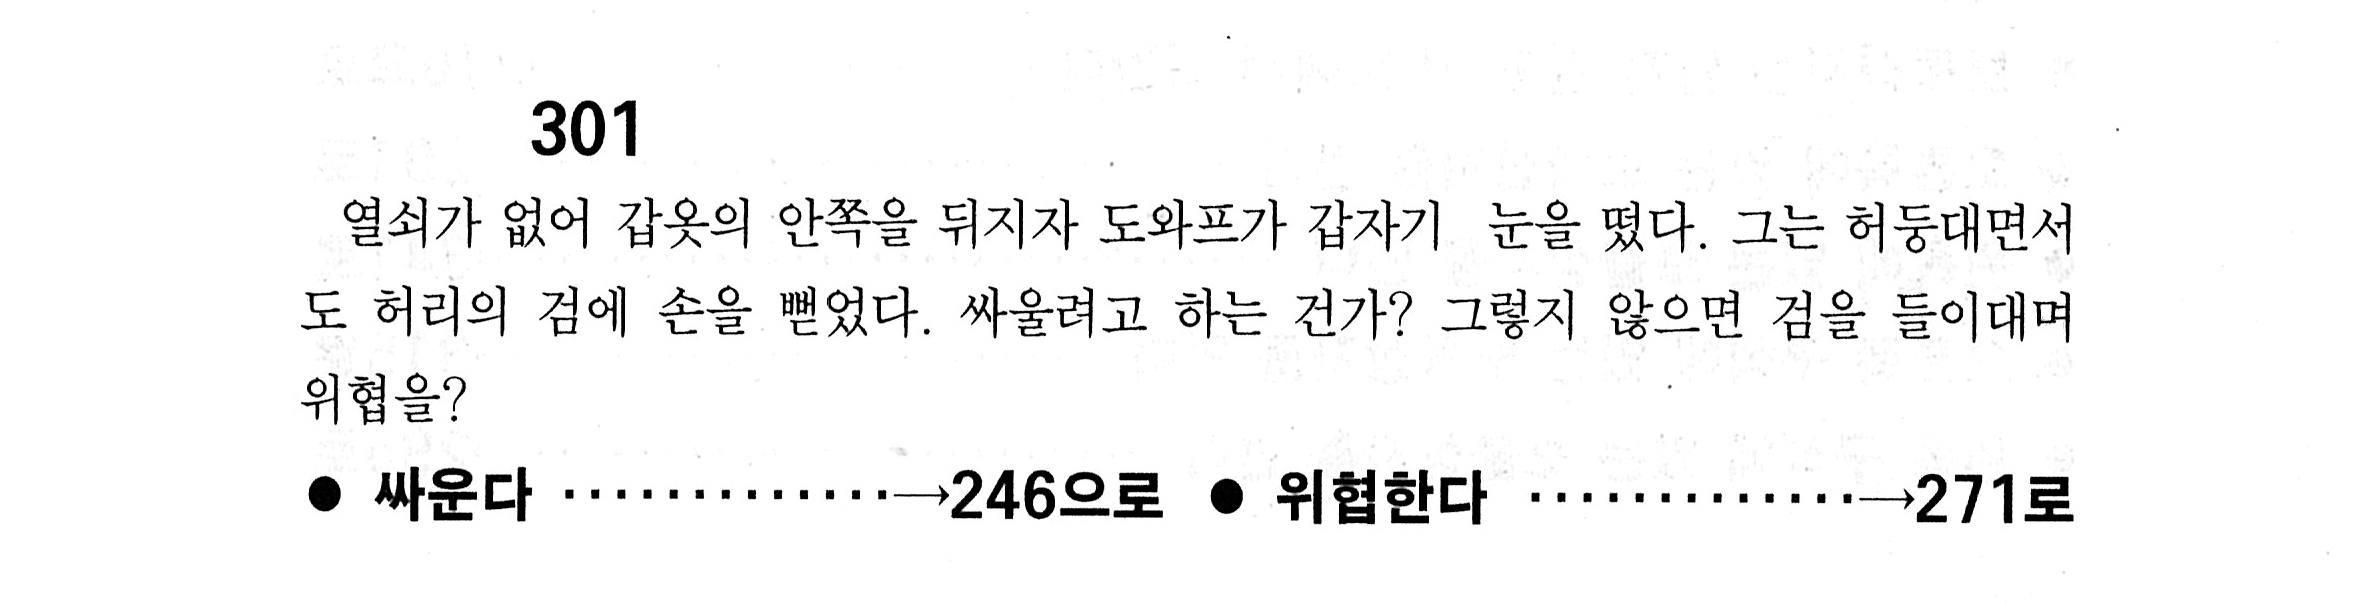 301
열쇠가 없어 갑옷의 안쪽을 뒤지자 도와프가 갑자기 눈을 떴다. 그는 허둥대면서
도 허리의 검에 손을 뻗었다. 싸울려고 하는 건가? 그렇지 않으면 검을 들이대며
위협을?
● 싸운다 ·············→246으로 ● 위협한다 ·············→271로